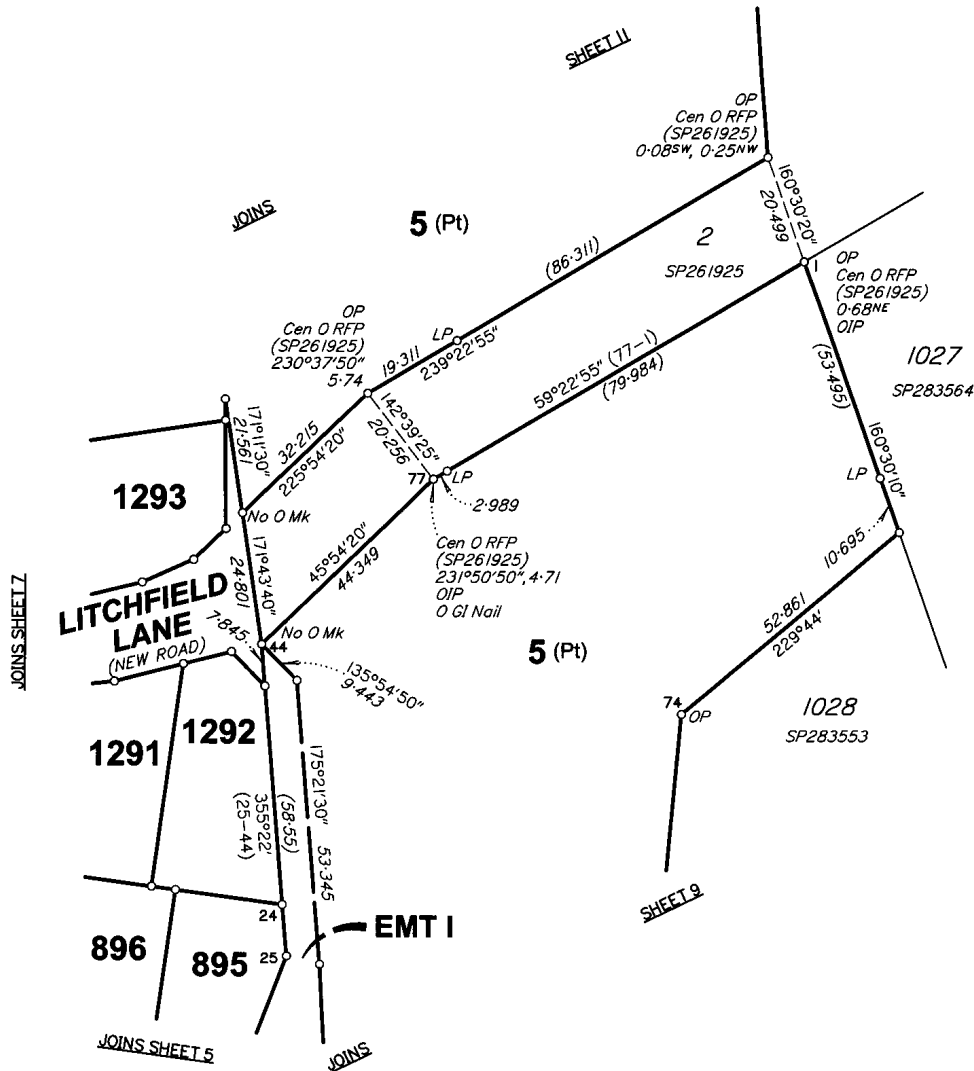 SHEET 11
OP
Cen O RFP
(SP261925)
0·08SW, 0·25NW
JOINS
5 (Pt)
(86·311)
160°30'20"
20·499
2
SP261925
1
OP
Cen O RFP
(SP261925)
0·68NE
OIP
OP
Cen O RFP
(SP261925)
230°37'50"
5·74
LP
19·311
239°22'55"
59°22'55" (77-1)
(79·984)
(53·495)
160°30'10"
1027
SP283564
171°11'30"
21·561
32·215
225°54'20"
142°39'25"
20·256
77
LP
2·989
LP
1293
No O Mk
Cen O RFP
(SP261925)
231°50'50", 4·71
OIP
O GI Nail
10·695
171°43'40"
24·801
45°54'20"
44·349
JOINS SHEET 7
LITCHFIELD
LANE
(NEW ROAD)
7·845
No O Mk
44
5 (Pt)
52·861
229°44'
135°54'50"
9·443
74
OP
1028
SP283553
1291
1292
355°22'
(25-44)
(58·55)
175°21'30"
53·345
24
SHEET 9
EMT I
896
895
25
JOINS SHEET 5
JOINS